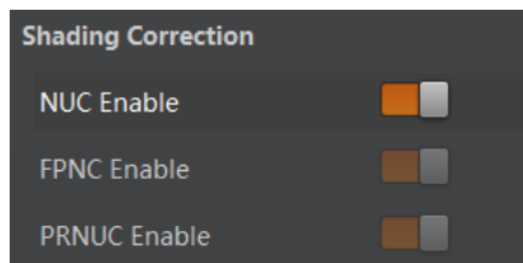 Shading Correction
NUC Enable
FPNC Enable
PRNUC Enable